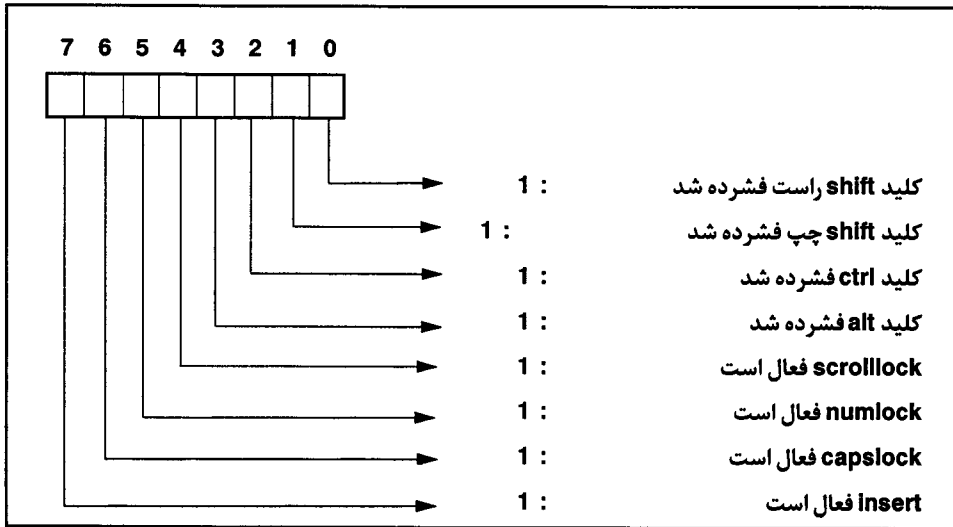 7 6 5 4 3 2 1 0
کلید shift راست فشرده شد : 1
کلید shift چپ فشرده شد : 1
کلید ctrl فشرده شد : 1
کلید alt فشرده شد : 1
scrolllock فعال است : 1
numlock فعال است : 1
capslock فعال است : 1
insert فعال است : 1